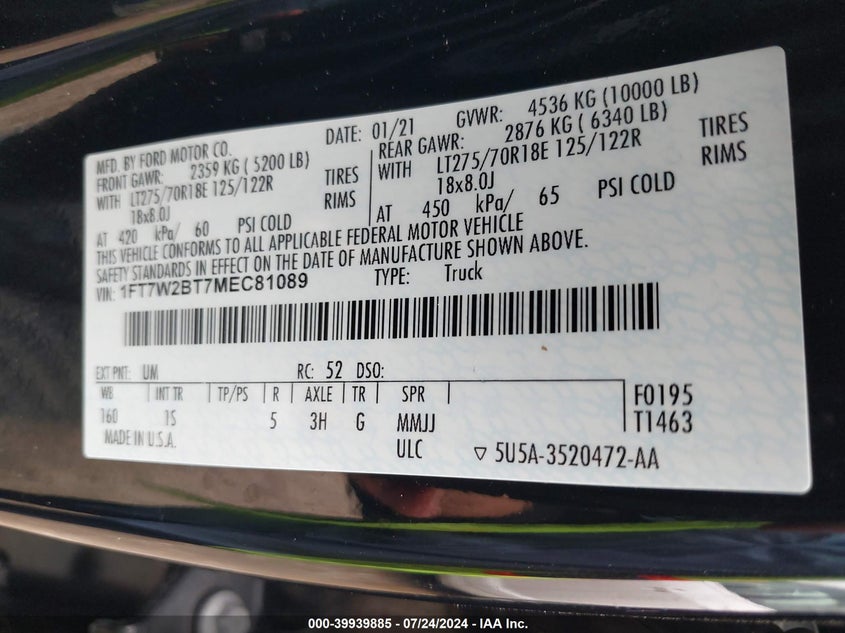 MFD. BY FORD MOTOR CO. DATE: 01/21 GVWR: 4536 KG (10000 LB)
FRONT GAWR: 2359 KG ( 5200 LB) REAR GAWR: 2876 KG ( 6340 LB)
WITH LT275/70R18E 125/122R TIRES WITH LT275/70R18E 125/122R TIRES
18x8.0J RIMS 18x8.0J RIMS
AT 420 kPa/ 60 PSI COLD AT 450 kPa/ 65 PSI COLD
THIS VEHICLE CONFORMS TO ALL APPLICABLE FEDERAL MOTOR VEHICLE
SAFETY STANDARDS IN EFFECT ON THE DATE OF MANUFACTURE SHOWN ABOVE.
VIN: 1FT7W2BT7MEC81089 TYPE: Truck
EXT PNT: UM RC: 52 DSO:
WB INT TR TP/PS R AXLE TR SPR F0195
160 1S 5 3H G MMJJ T1463
MADE IN U.S.A. ULC ▽ 5U5A-3520472-AA
000-39939885 - 07/24/2024 - IAA Inc.